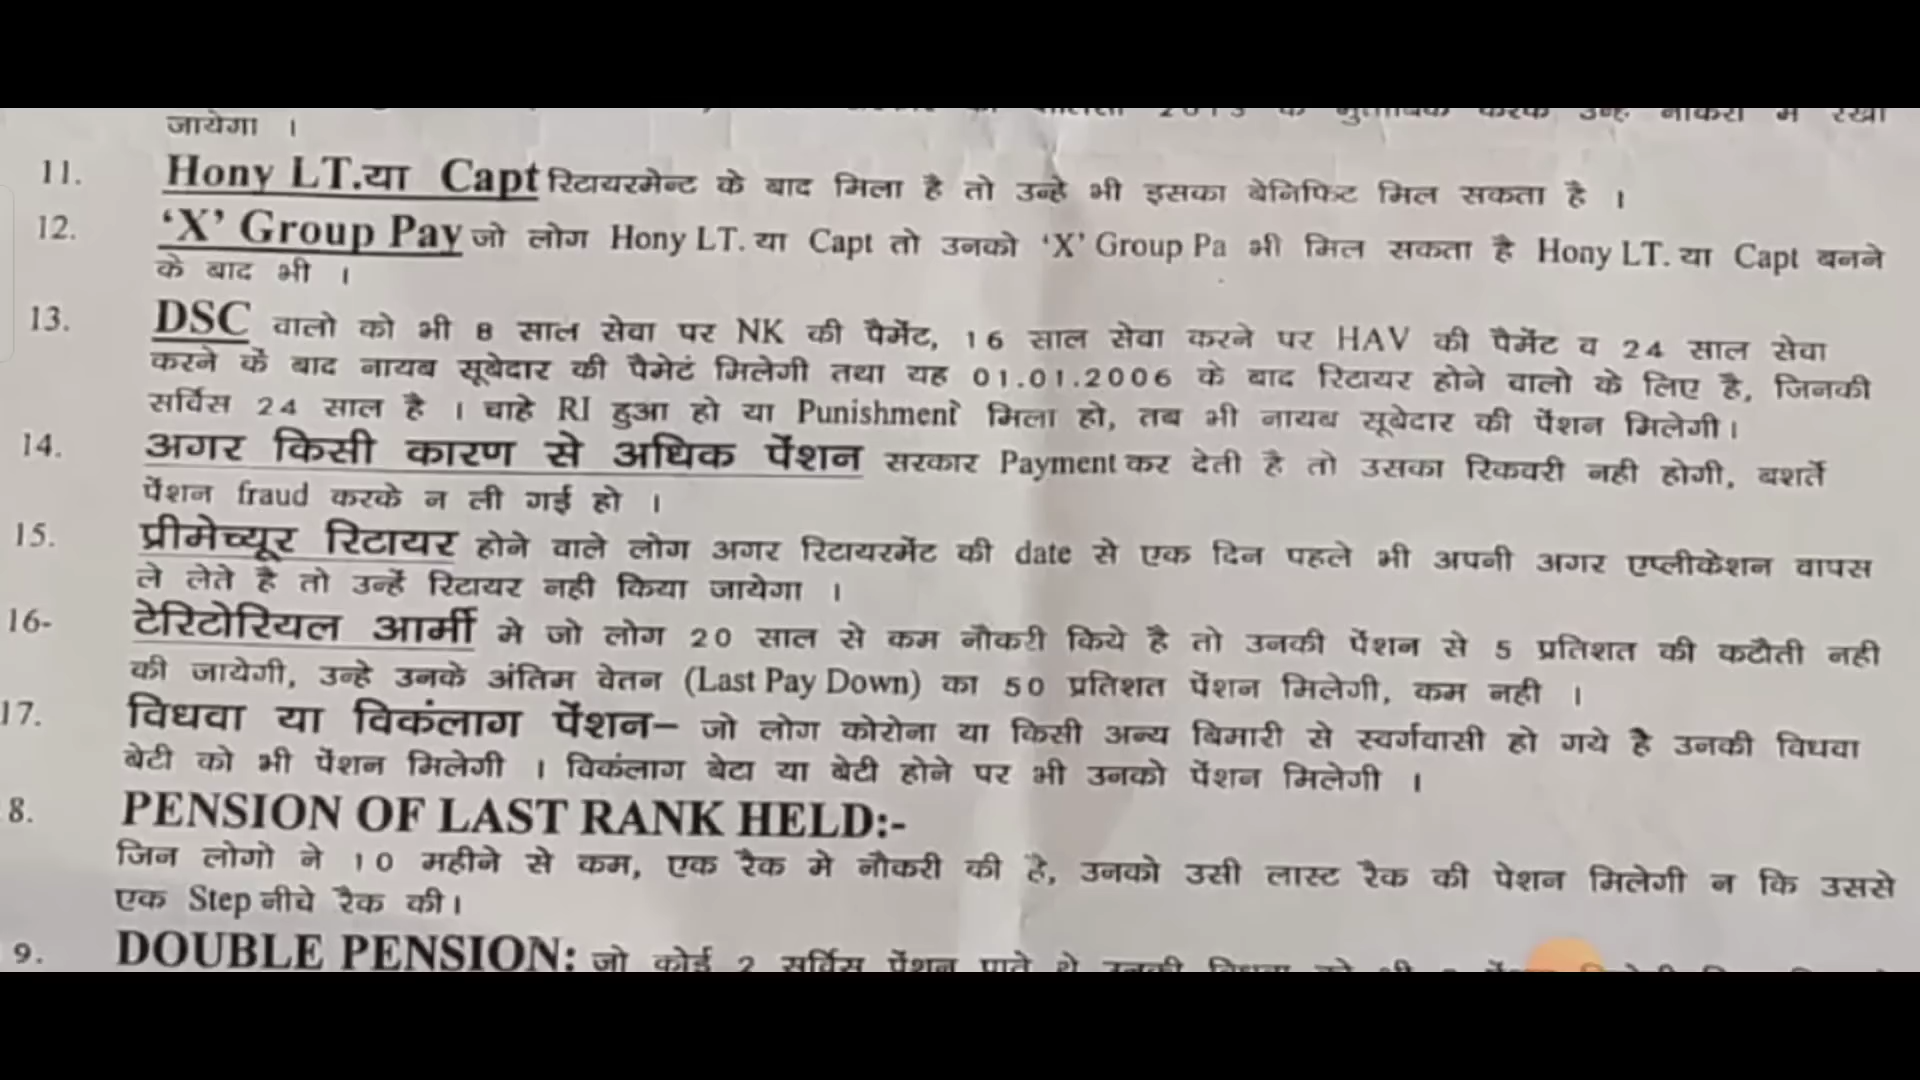 2013 के मुताबिक करके उन्हे नौकरी मे रखा
जायेगा ।
11. Hony LT.या Capt रिटायरमेन्ट के बाद मिला है तो उन्हे भी इसका बेनिफिट मिल सकता है ।
12. ‘X’ Group Pay जो लोग Hony LT. या Capt तो उनको ‘X’ Group Pa भी मिल सकता है Hony LT. या Capt बनने
के बाद भी ।
13. DSC वालो को भी 8 साल सेवा पर NK की पैमेंट, 16 साल सेवा करने पर HAV की पैमेंट व 24 साल सेवा
करने के बाद नायब सूबेदार की पैमेटं मिलेगी तथा यह 01.01.2006 के बाद रिटायर होने वालो के लिए है, जिनकी
सर्विस 24 साल है । चाहे RI हुआ हो या Punishment मिला हो, तब भी नायब सूबेदार की पेंशन मिलेगी।
14. अगर किसी कारण से अधिक पेंशन सरकार Payment कर देती है तो उसका रिकवरी नही होगी, बशर्ते
पेंशन fraud करके न ली गई हो ।
15. प्रीमेच्यूर रिटायर होने वाले लोग अगर रिटायरमेंट की date से एक दिन पहले भी अपनी अगर एप्लीकेशन वापस
ले लेते है तो उन्हें रिटायर नही किया जायेगा ।
16- टेरिटोरियल आर्मी मे जो लोग 20 साल से कम नौकरी किये है तो उनकी पेंशन से 5 प्रतिशत की कटौती नही
की जायेगी, उन्हे उनके अंतिम वेतन (Last Pay Down) का 50 प्रतिशत पेंशन मिलेगी, कम नही ।
17. विधवा या विकंलाग पेंशन– जो लोग कोरोना या किसी अन्य बिमारी से स्वर्गवासी हो गये है उनकी विधवा
बेटी को भी पेंशन मिलेगी । विकंलाग बेटा या बेटी होने पर भी उनको पेंशन मिलेगी ।
8. PENSION OF LAST RANK HELD:-
जिन लोगो ने 10 महीने से कम, एक रैक मे नौकरी की है, उनको उसी लास्ट रैक की पेशन मिलेगी न कि उससे
एक Step नीचे रैक की।
9. DOUBLE PENSION: जो कोई 2 सर्विस पेंशन पाते थे उनकी विधवा को भी